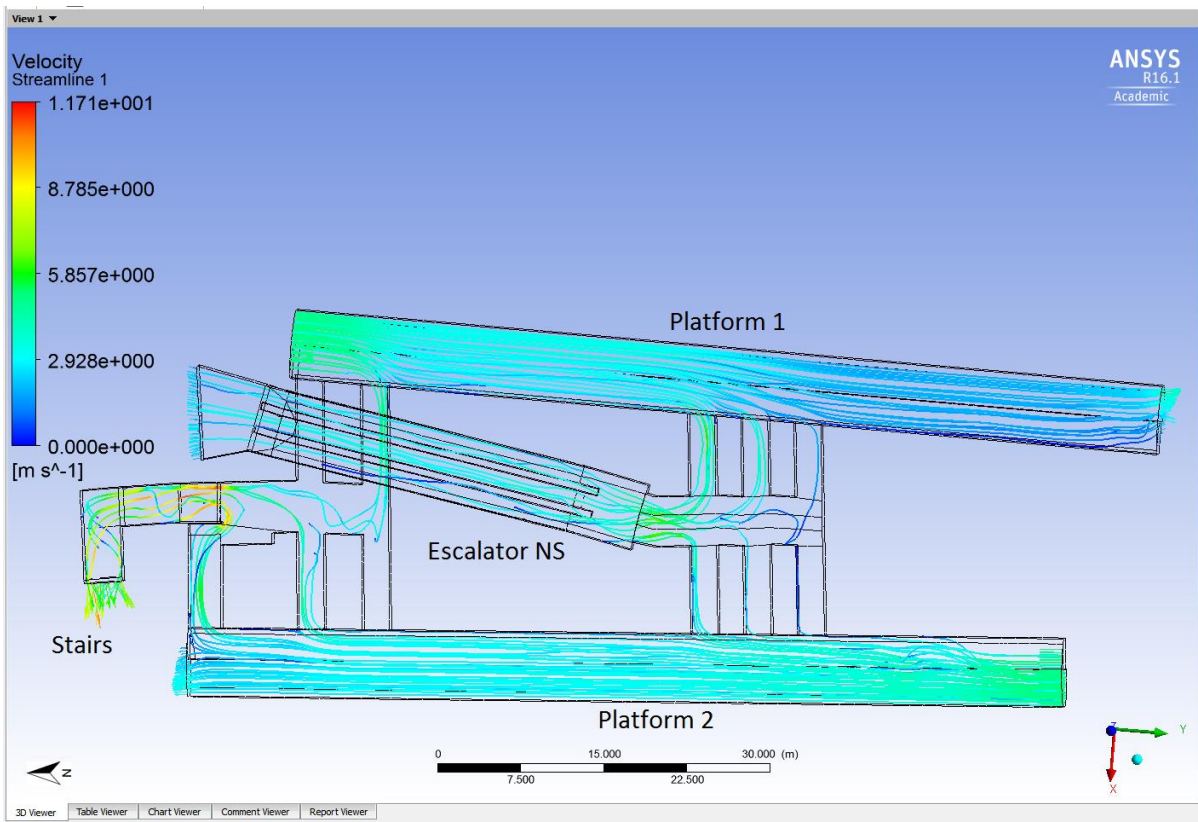 View 1
Velocity
Streamline 1
1.171e+001
8.785e+000
5.857e+000
2.928e+000
0.000e+000
[m s^-1]
ANSYS
R16.1
Academic
Platform 1
Escalator NS
Stairs
Platform 2
0 15.000 30.000 (m)
7.500 22.500
N
Z
Y
X
3D Viewer Table Viewer Chart Viewer Comment Viewer Report Viewer